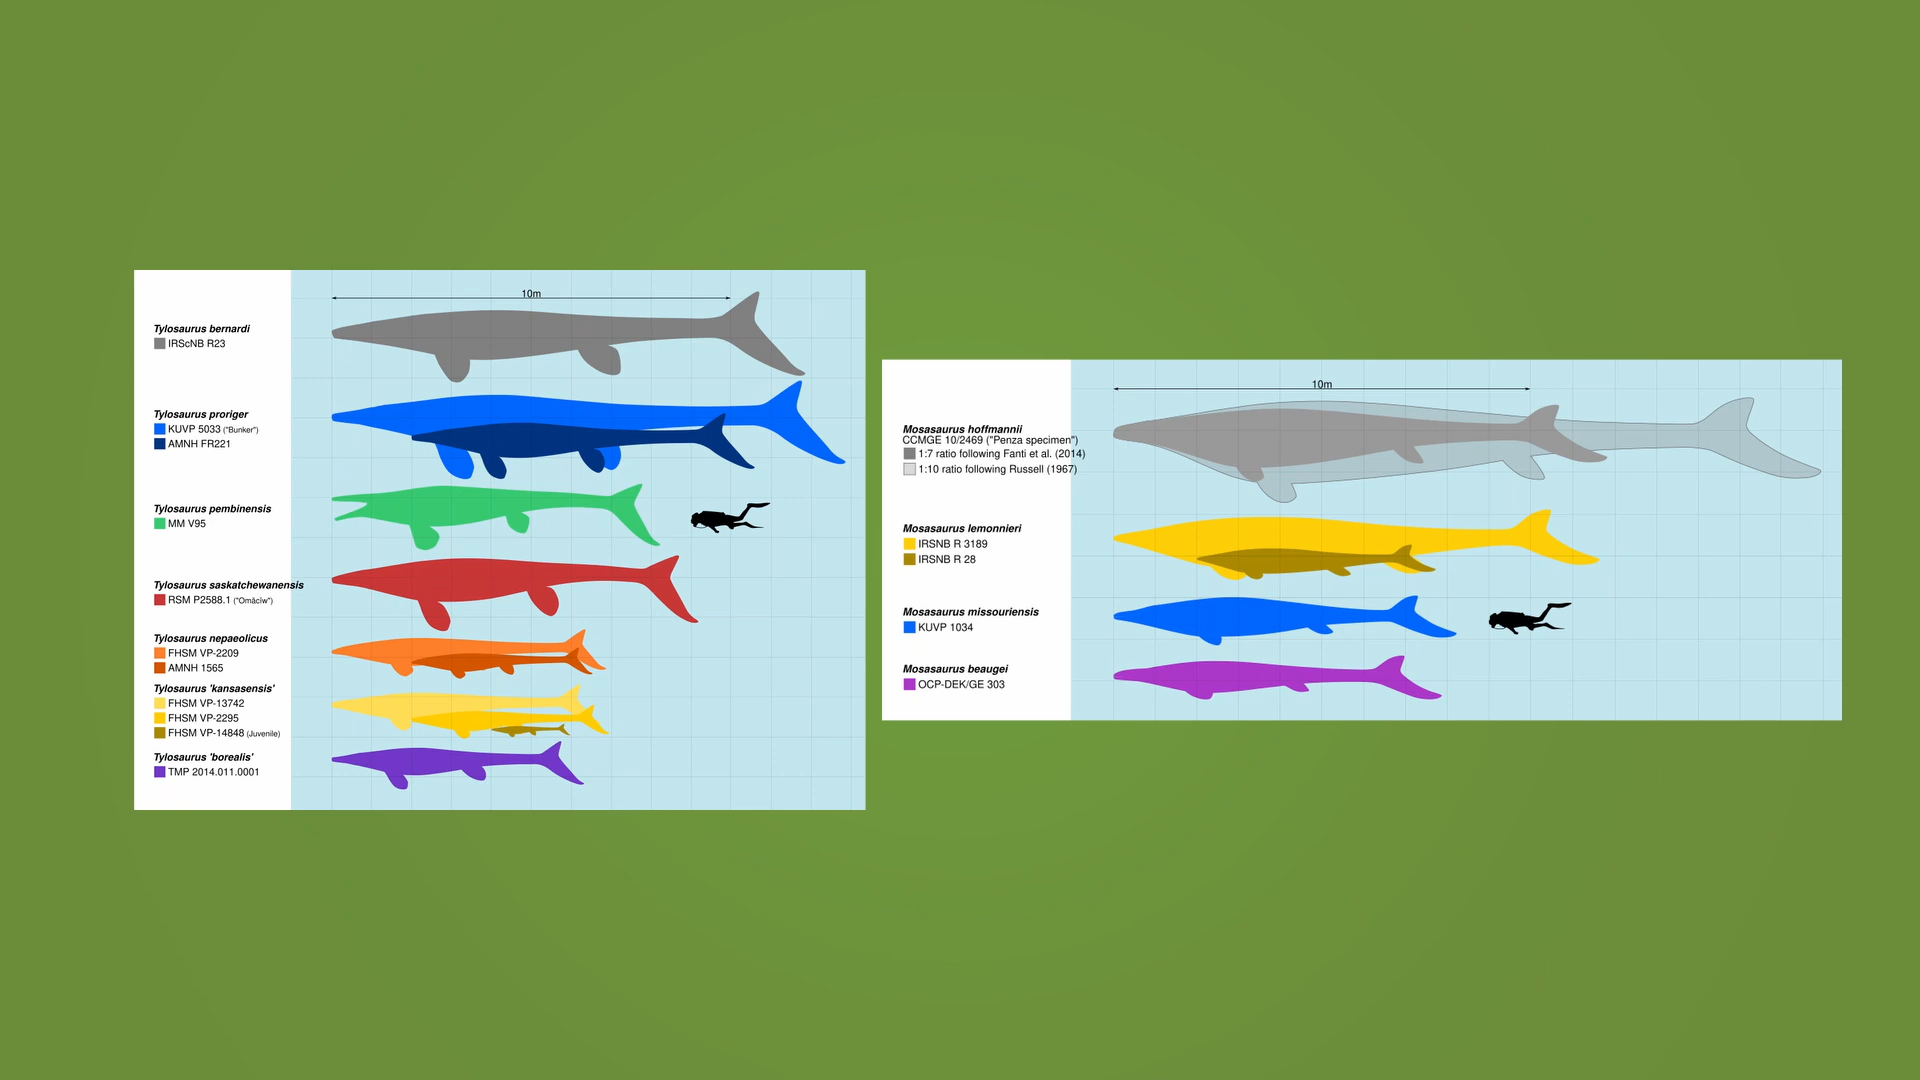 10m
Tylosaurus bernardi
IRScNB R23
Tylosaurus proriger
KUVP 5033 ("Bunker")
AMNH FR221
Tylosaurus pembinensis
MM V95
Tylosaurus saskatchewanensis
RSM P2588.1 ("Omācīw")
Tylosaurus nepaeolicus
FHSM VP-2209
AMNH 1565
Tylosaurus 'kansasensis'
FHSM VP-13742
FHSM VP-2295
FHSM VP-14848 (Juvenile)
Tylosaurus 'borealis'
TMP 2014.011.0001
10m
Mosasaurus hoffmannii
CCMGE 10/2469 ("Penza specimen")
1:7 ratio following Fanti et al. (2014)
1:10 ratio following Russell (1967)
Mosasaurus lemonnieri
IRSNB R 3189
IRSNB R 28
Mosasaurus missouriensis
KUVP 1034
Mosasaurus beaugei
OCP-DEK/GE 303